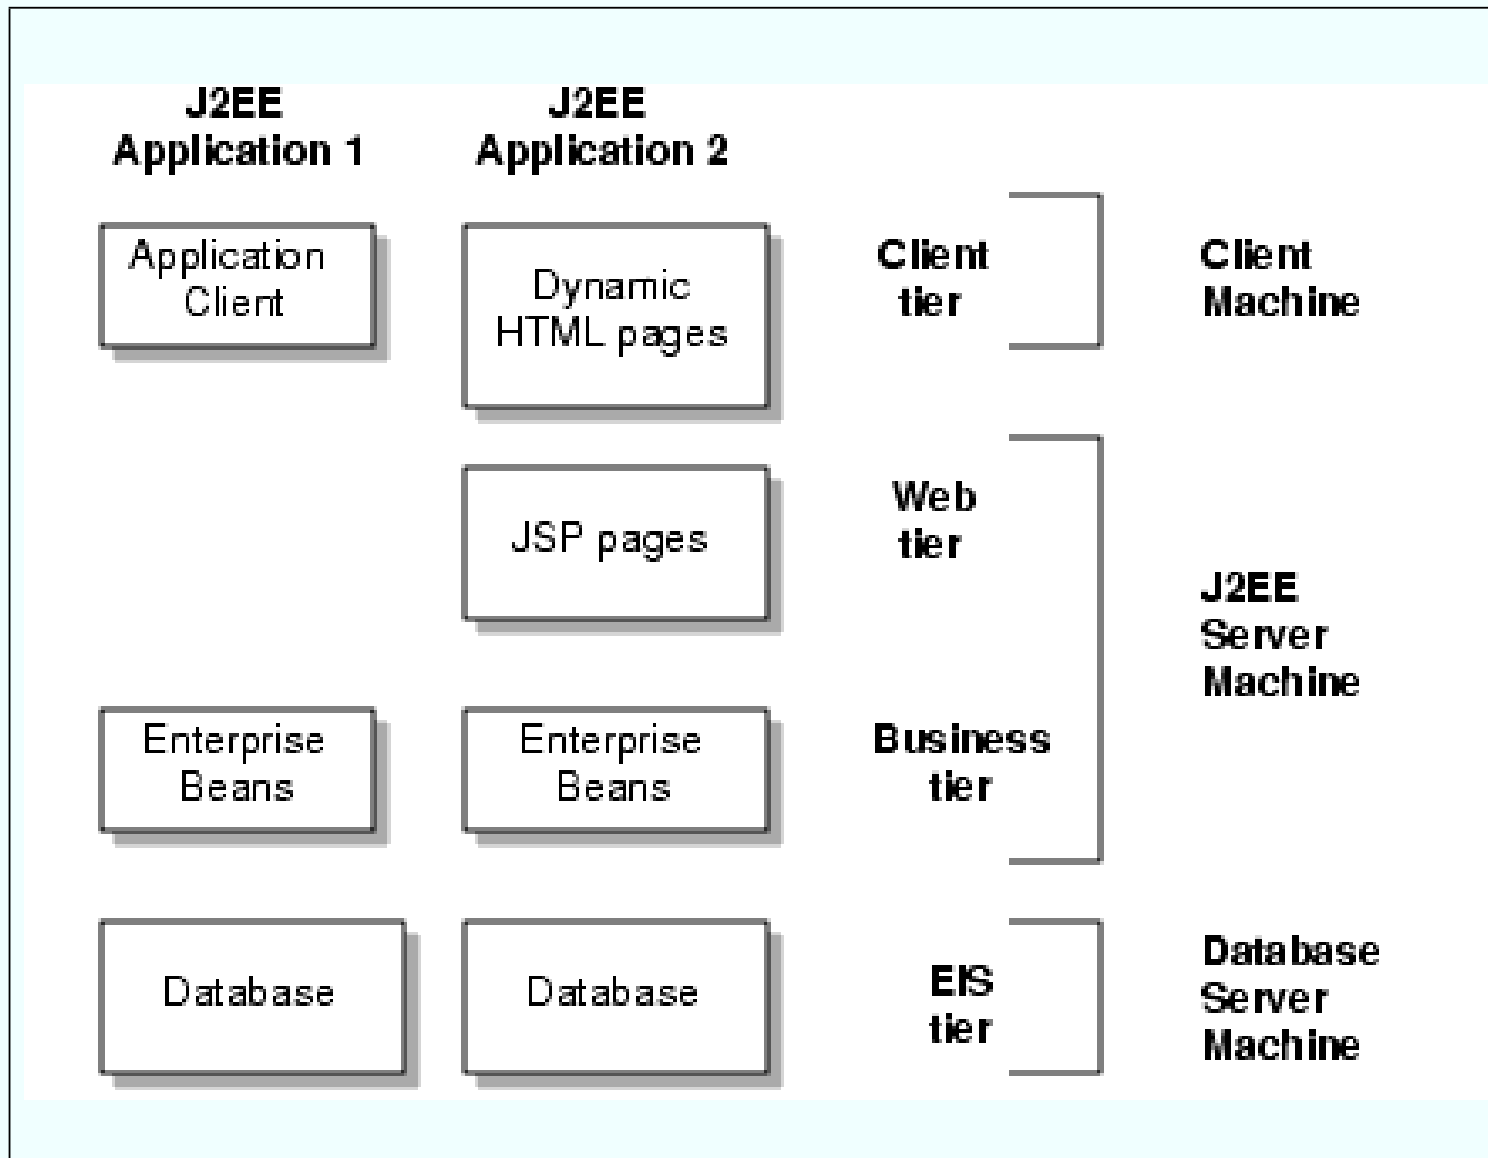 J2EE
Application 1
J2EE
Application 2
Application
Client
Dynamic
HTML pages
Client
tier
Client
Machine
JSP pages
Web
tier
J2EE
Server
Machine
Enterprise
Beans
Enterprise
Beans
Business
tier
Database
Database
EIS
tier
Database
Server
Machine